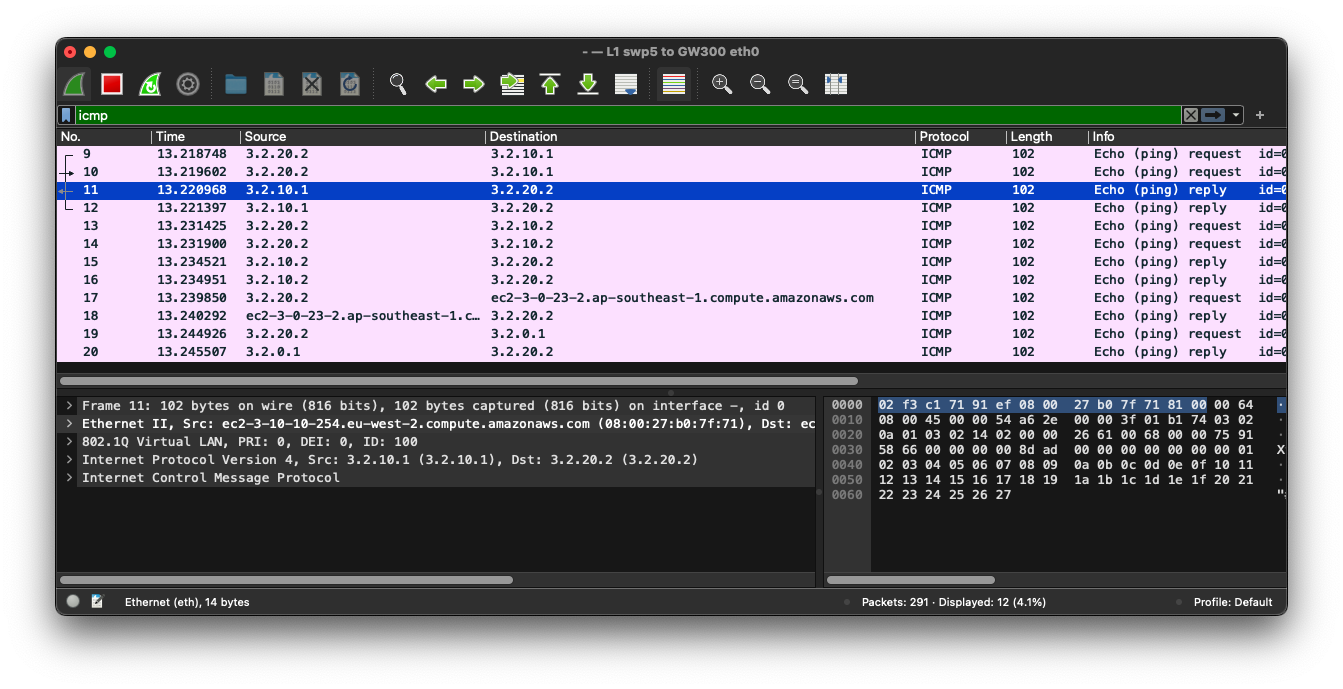 - — L1 swp5 to GW300 eth0
icmp
No. Time Source Destination Protocol Length Info
9 13.218748 3.2.20.2 3.2.10.1 ICMP 102 Echo (ping) request id=0
10 13.219602 3.2.20.2 3.2.10.1 ICMP 102 Echo (ping) request id=0
11 13.220968 3.2.10.1 3.2.20.2 ICMP 102 Echo (ping) reply id=0
12 13.221397 3.2.10.1 3.2.20.2 ICMP 102 Echo (ping) reply id=0
13 13.231425 3.2.20.2 3.2.10.2 ICMP 102 Echo (ping) request id=0
14 13.231900 3.2.20.2 3.2.10.2 ICMP 102 Echo (ping) request id=0
15 13.234521 3.2.10.2 3.2.20.2 ICMP 102 Echo (ping) reply id=0
16 13.234951 3.2.10.2 3.2.20.2 ICMP 102 Echo (ping) reply id=0
17 13.239850 3.2.20.2 ec2-3-0-23-2.ap-southeast-1.compute.amazonaws.com ICMP 102 Echo (ping) request id=0
18 13.240292 ec2-3-0-23-2.ap-southeast-1.c… 3.2.20.2 ICMP 102 Echo (ping) reply id=0
19 13.244926 3.2.20.2 3.2.0.1 ICMP 102 Echo (ping) request id=0
20 13.245507 3.2.0.1 3.2.20.2 ICMP 102 Echo (ping) reply id=0
Frame 11: 102 bytes on wire (816 bits), 102 bytes captured (816 bits) on interface -, id 0
Ethernet II, Src: ec2-3-10-10-254.eu-west-2.compute.amazonaws.com (08:00:27:b0:7f:71), Dst: ec
802.1Q Virtual LAN, PRI: 0, DEI: 0, ID: 100
Internet Protocol Version 4, Src: 3.2.10.1 (3.2.10.1), Dst: 3.2.20.2 (3.2.20.2)
Internet Control Message Protocol
0000 02 f3 c1 71 91 ef 08 00 27 b0 7f 71 81 00 00 64
0010 08 00 45 00 00 54 a6 2e 00 00 3f 01 b1 74 03 02
0020 0a 01 03 02 14 02 00 00 26 61 00 68 00 00 75 91
0030 58 66 00 00 00 00 8d ad 00 00 00 00 00 00 00 01 X
0040 02 03 04 05 06 07 08 09 0a 0b 0c 0d 0e 0f 10 11
0050 12 13 14 15 16 17 18 19 1a 1b 1c 1d 1e 1f 20 21
0060 22 23 24 25 26 27
Ethernet (eth), 14 bytes
Packets: 291 · Displayed: 12 (4.1%)
Profile: Default